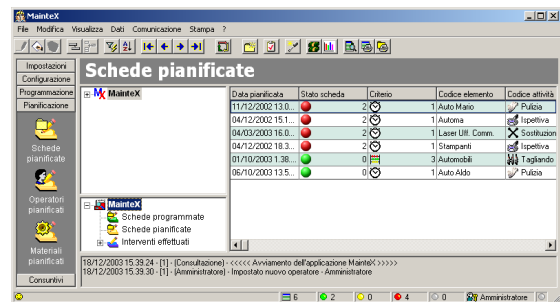 MainteX
File Modifica Visualizza Dati Comunicazione Stampa ?
Impostazioni
Configurazione
Programmazione
Pianificazione
Schede pianificate
Operatori pianificati
Materiali pianificati
Consuntivi
Schede pianificate
MainteX
Data pianificata Stato scheda Criterio Codice elemento Codice attività
11/12/2002 13.0... 2 1 Auto Mario Pulizia
04/12/2002 15.1... 2 1 Automa Ispettiva
04/03/2003 16.0... 2 1 Laser Uff. Comm. Sostituzion
04/12/2002 18.3... 2 1 Stampanti Ispettiva
01/10/2003 1.38.... 0 3 Automobili Tagliando
06/10/2003 13.5... 0 1 Auto Aldo Pulizia
MainteX
Schede programmate
Schede pianificate
Interventi effettuati
18/12/2003 15.39.24 - [1] - (Consultazione) - <<<<< Avviamento dell'applicazione MainteX >>>>>
18/12/2003 15.39.30 - [1] - (Amministratore) - Impostato nuovo operatore - Amministratore
6 2 0 4 0 Amministratore